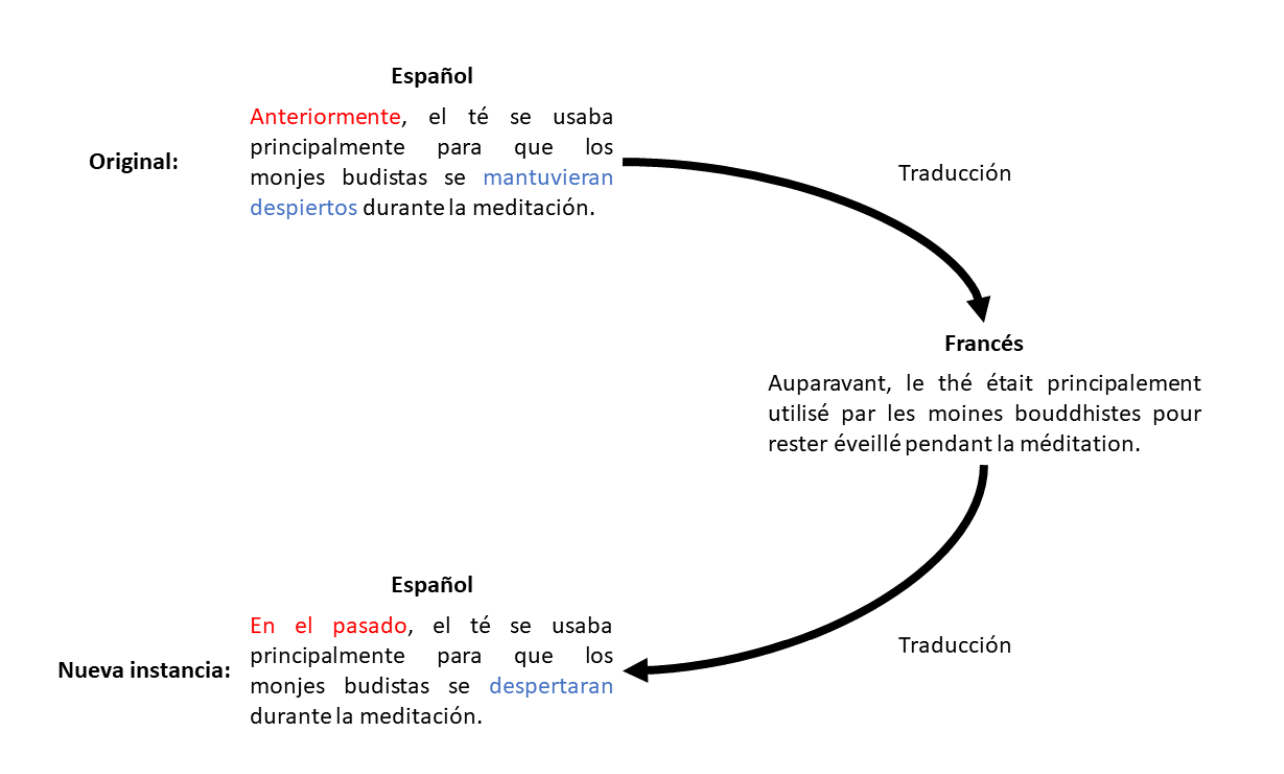 Español
Anteriormente, el té se usaba
principalmente para que los
Original:
monjes budistas se mantuvieran
despiertos durante la meditación.
Traducción
Francés
Auparavant, le thé était principalement
utilisé par les moines bouddhistes pour
rester éveillé pendant la méditation.
Español
En el pasado, el té se usaba
principalmente para que los
Nueva instancia:
monjes budistas se despertaran
durante la meditación.
Traducción